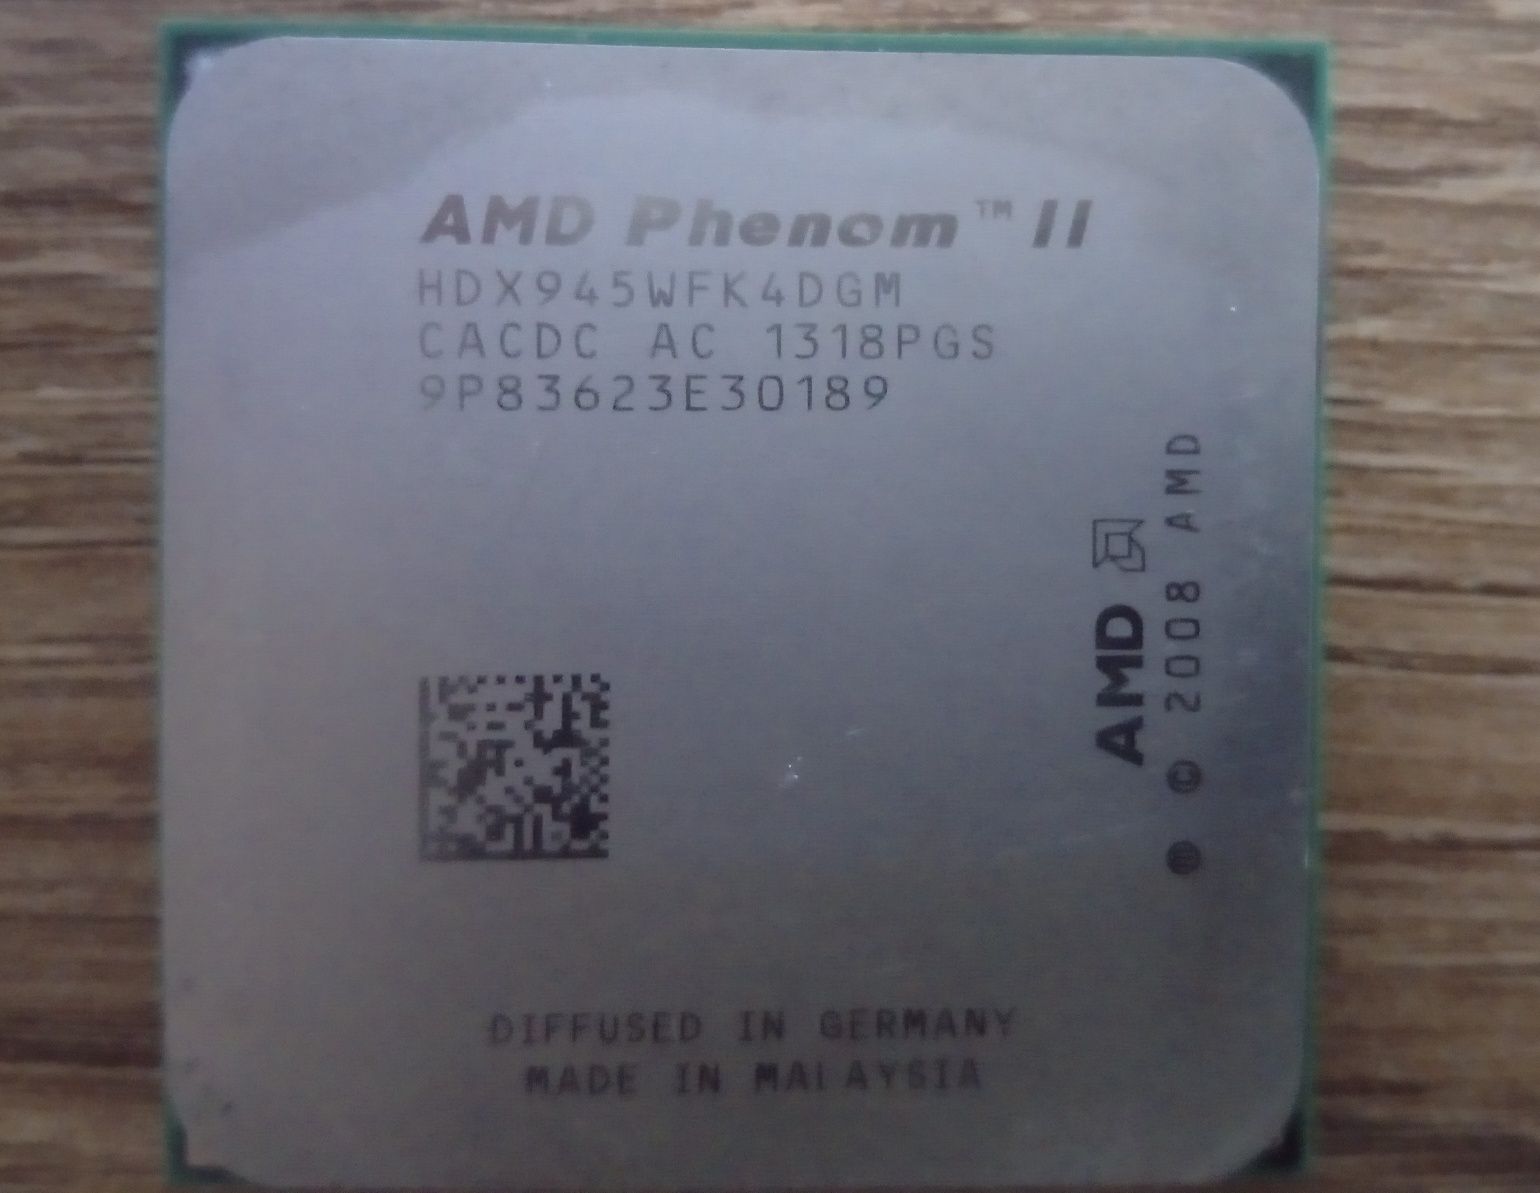 AMD Phenom™ II
HDX945WFK4DGM
CACDC AC 1318PGS
9P83623E30189
AMD
® © 2008 AMD
DIFFUSED IN GERMANY
MADE IN MALAYSIA